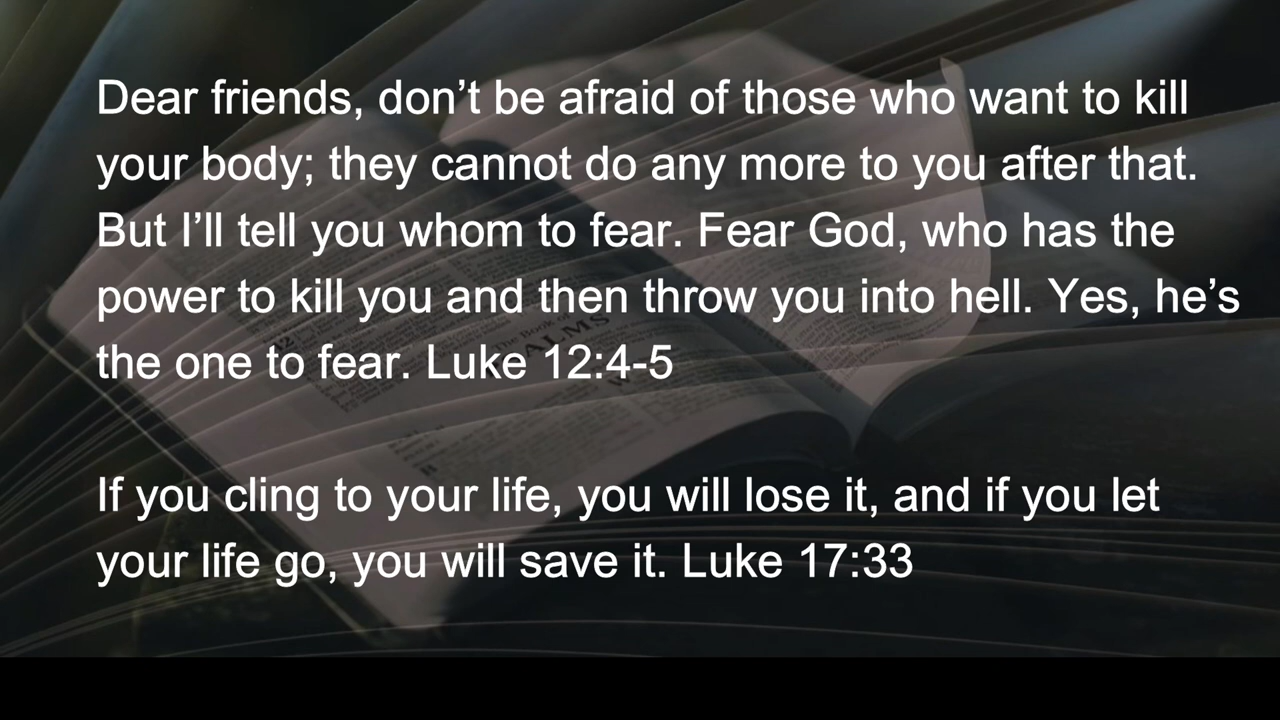 Dear friends, don’t be afraid of those who want to kill
your body; they cannot do any more to you after that.
But I’ll tell you whom to fear. Fear God, who has the
power to kill you and then throw you into hell. Yes, he’s
the one to fear. Luke 12:4-5
If you cling to your life, you will lose it, and if you let
your life go, you will save it. Luke 17:33